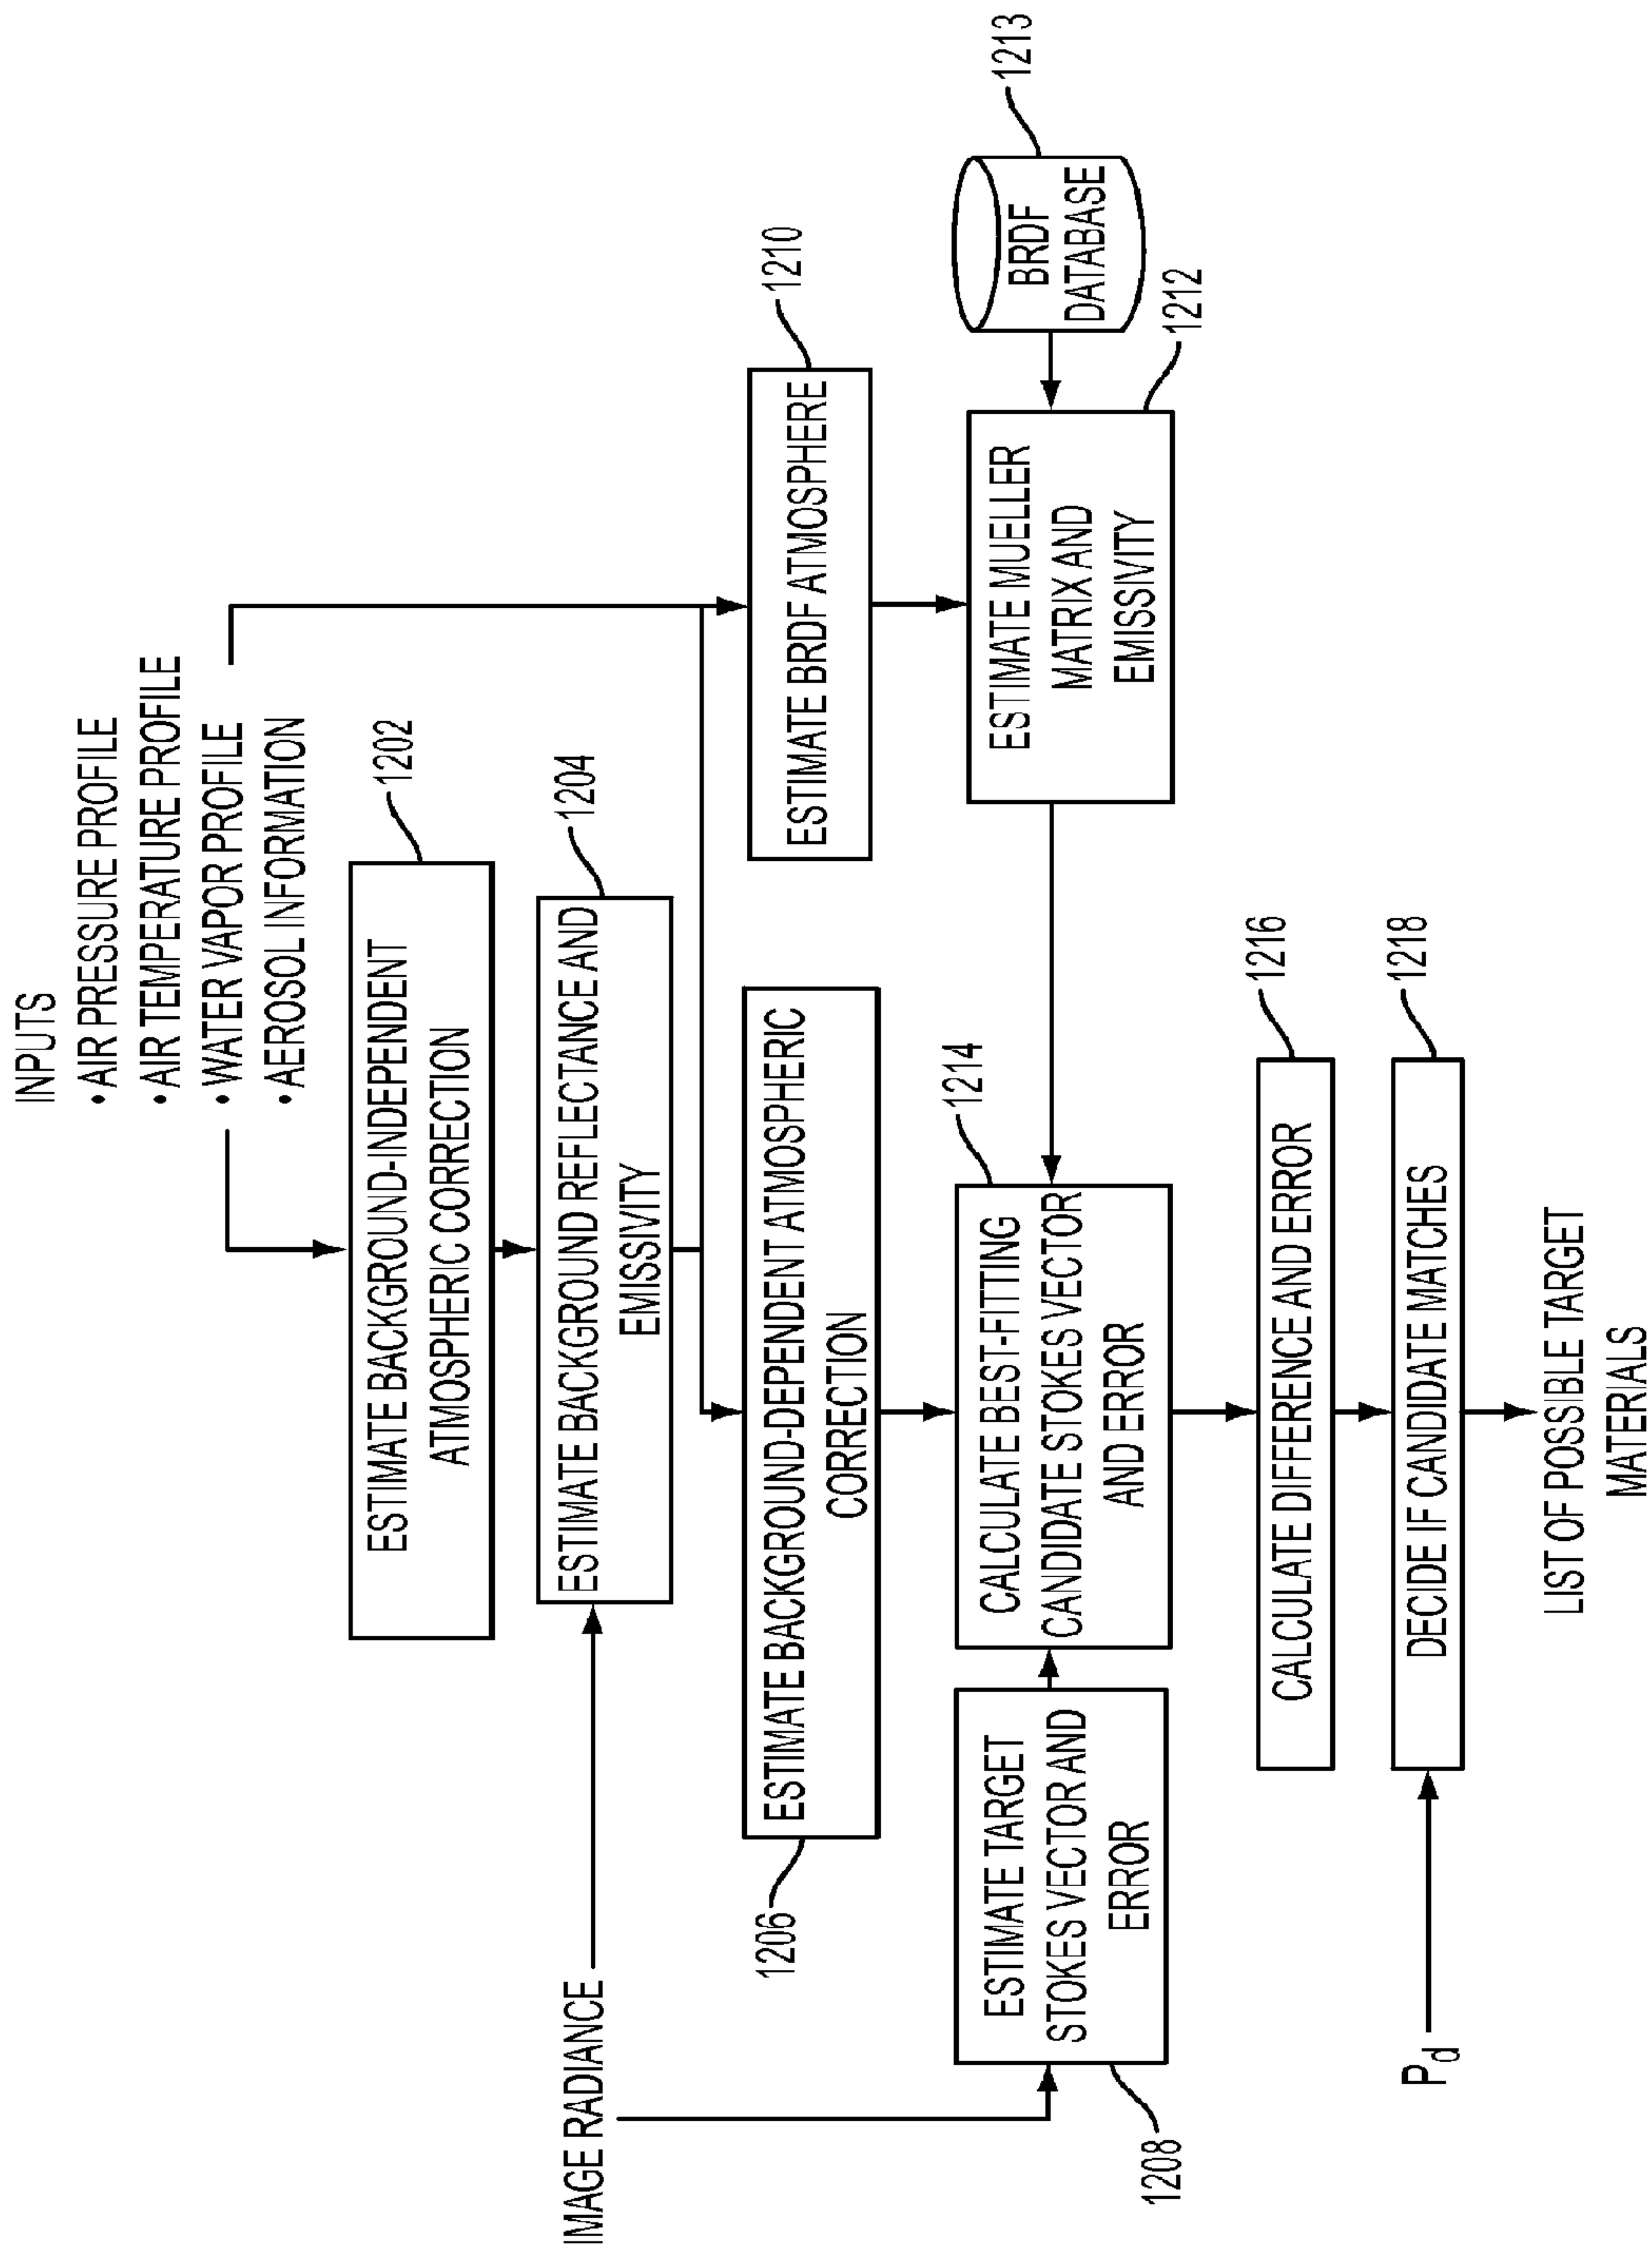 INPUTS
• AIR PRESSURE PROFILE
• AIR TEMPERATURE PROFILE
• WATER VAPOR PROFILE
• AEROSOL INFORMATION
1202
ESTIMATE BACKGROUND-INDEPENDENT
ATMOSPHERIC CORRECTION
1204
ESTIMATE BACKGROUND REFLECTANCE AND
EMISSIVITY
IMAGE RADIANCE
1206
ESTIMATE BACKGROUND-DEPENDENT ATMOSPHERIC
CORRECTION
1210
ESTIMATE BRDF ATMOSPHERE
1208
ESTIMATE TARGET
STOKES VECTOR AND
ERROR
1214
CALCULATE BEST-FITTING
CANDIDATE STOKES VECTOR
AND ERROR
ESTIMATE MUELLER
MATRIX AND
EMISSIVITY
1212
BRDF
DATABASE
1213
1216
CALCULATE DIFFERENCE AND ERROR
1218
DECIDE IF CANDIDATE MATCHES
Pd
LIST OF POSSIBLE TARGET
MATERIALS